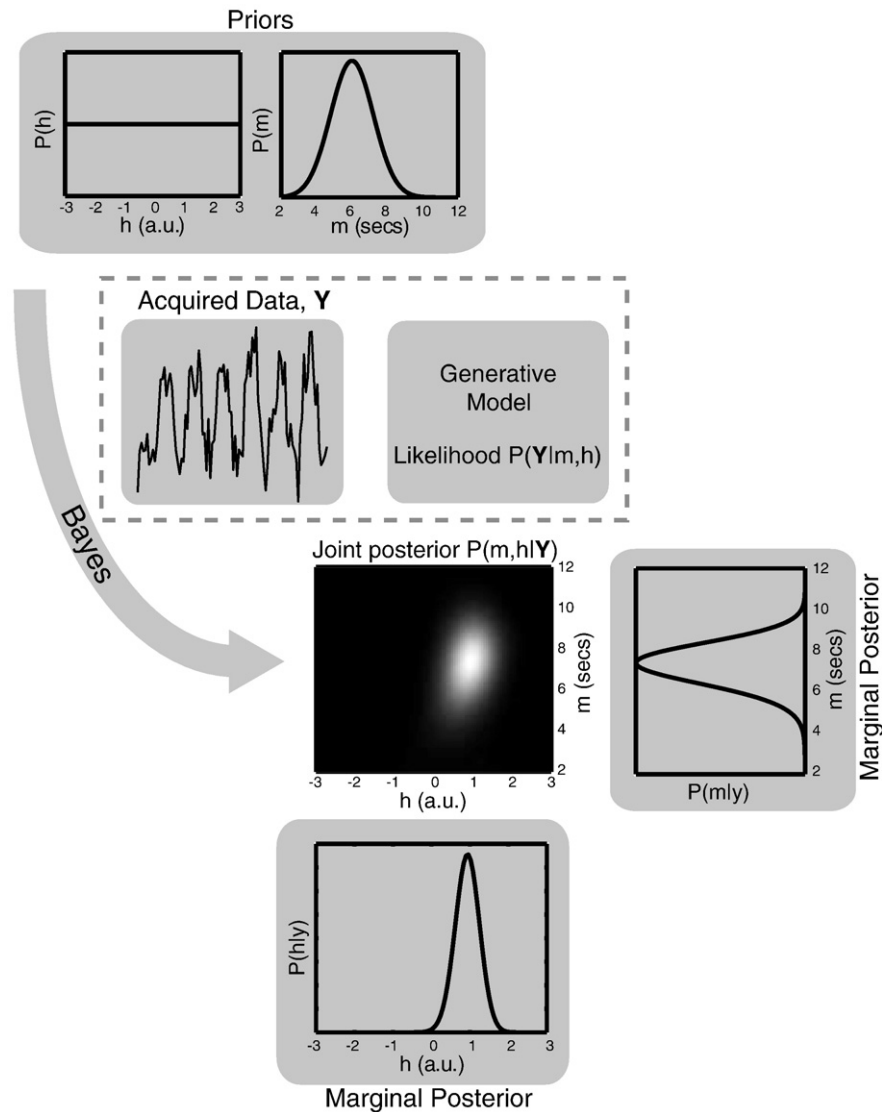 Priors
P(h)
-3 -2 -1 0 1 2 3
h (a.u.)
P(m)
2 4 6 8 10 12
m (secs)
Acquired Data, Y
Generative
Model
Likelihood P(Y|m,h)
Bayes
Joint posterior P(m,h|Y)
12
10
8
6
4
2
m (secs)
-3 -2 -1 0 1 2 3
h (a.u.)
12
10
8
6
4
2
m (secs)
P(m|y)
Marginal Posterior
P(h|y)
-3 -2 -1 0 1 2 3
h (a.u.)
Marginal Posterior